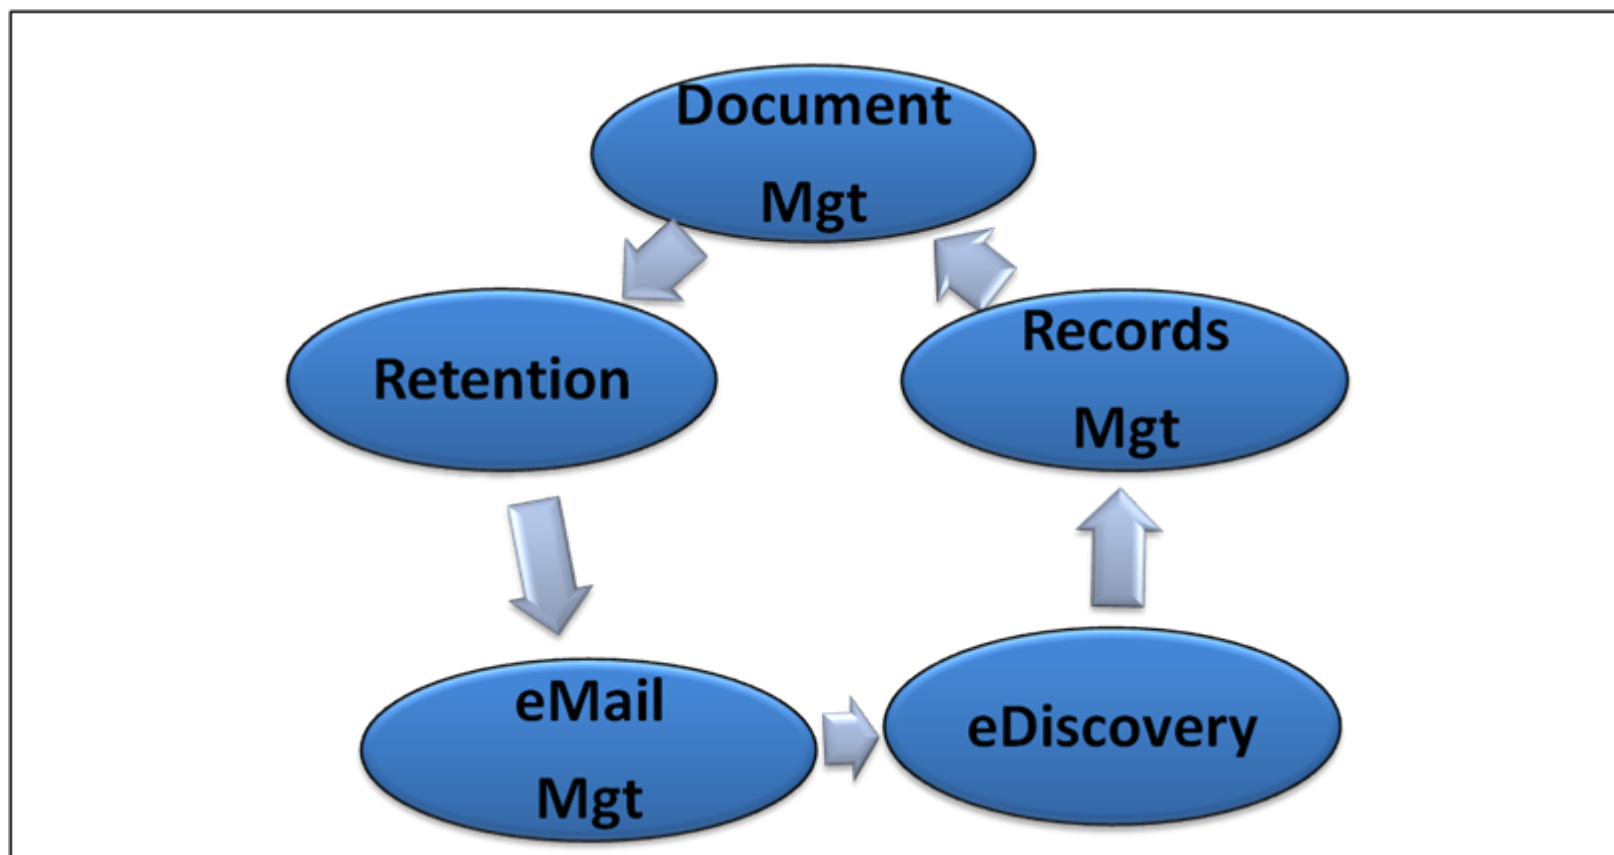 Document
Mgt
Retention
Records
Mgt
eMail
Mgt
eDiscovery